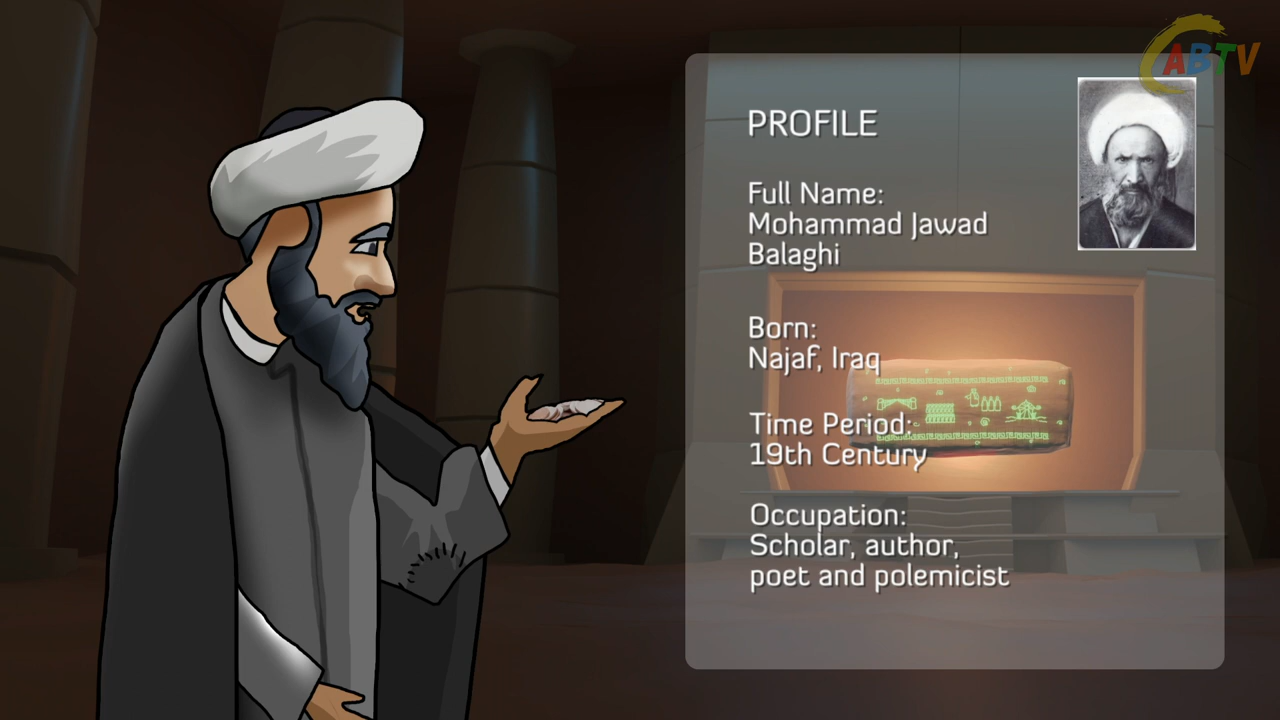 ABTV
PROFILE
Full Name:
Mohammad Jawad
Balaghi
Born:
Najaf, Iraq
Time Period:
19th Century
Occupation:
Scholar, author,
poet and polemicist